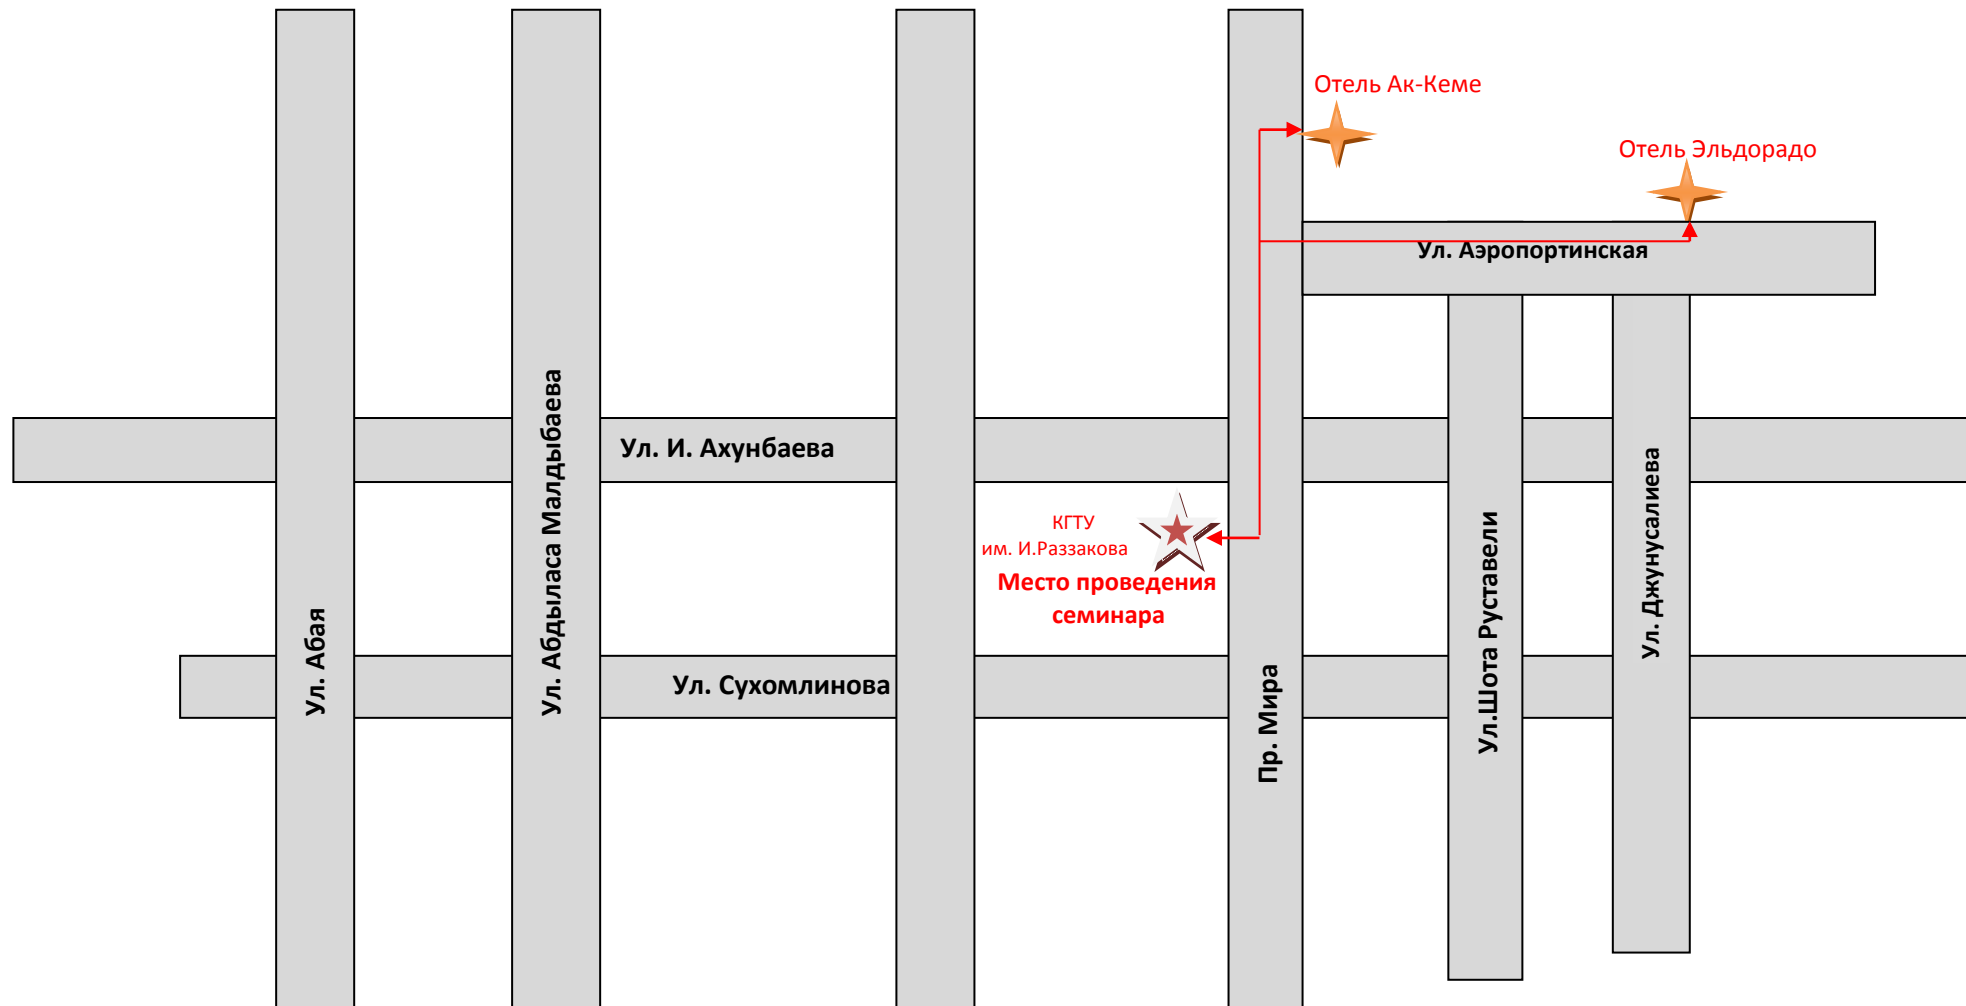 Отель Ак-Кеме
Отель Эльдорадо
Ул. Аэропортинская
Ул. И. Ахунбаева
КГТУ
им. И.Раззакова
Место проведения
семинара
Ул. Сухомлинова
Ул. Абая
Ул. Абдыласа Малдыбаева
Пр. Мира
Ул.Шота Руставели
Ул. Джунусалиева